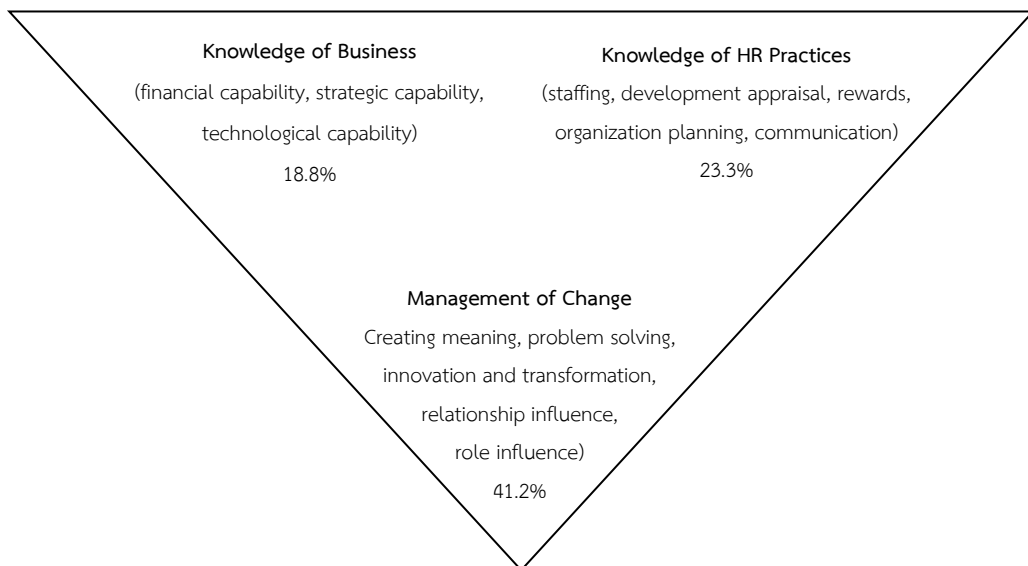 Knowledge of Business
(financial capability, strategic capability,
technological capability)
18.8%
Knowledge of HR Practices
(staffing, development appraisal, rewards,
organization planning, communication)
23.3%
Management of Change
Creating meaning, problem solving,
innovation and transformation,
relationship influence,
role influence)
41.2%